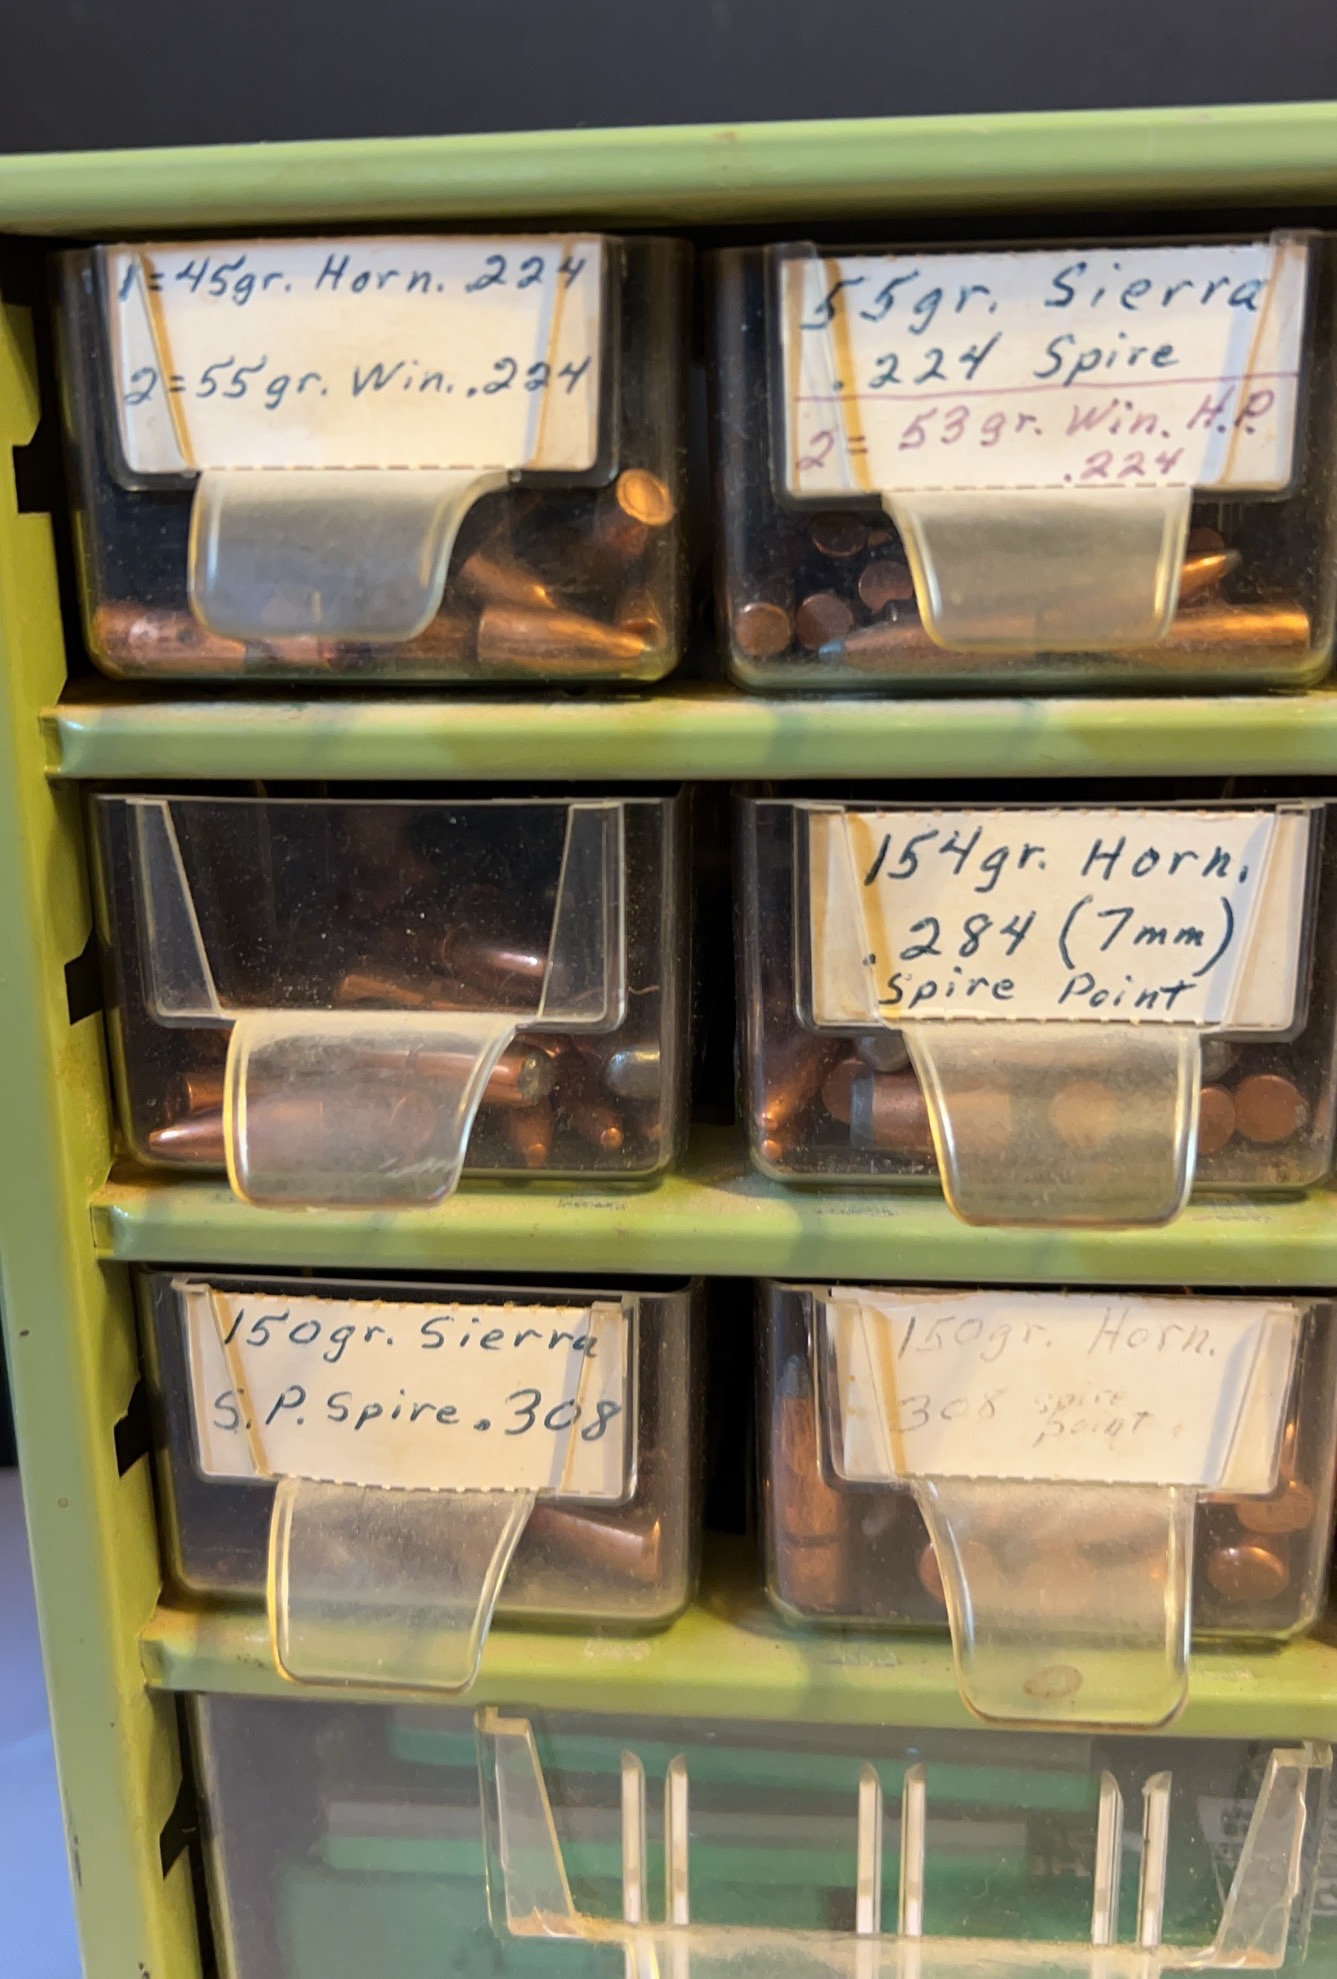 1=45gr. Horn. 224
2=55gr. Win. .224
55gr. Sierra
.224 Spire
2= 53gr. Win. H.P.
.224
154gr. Horn.
.284 (7mm)
Spire Point
150gr. Sierra
S.P. Spire .308
150gr. Horn.
308 spire
point.